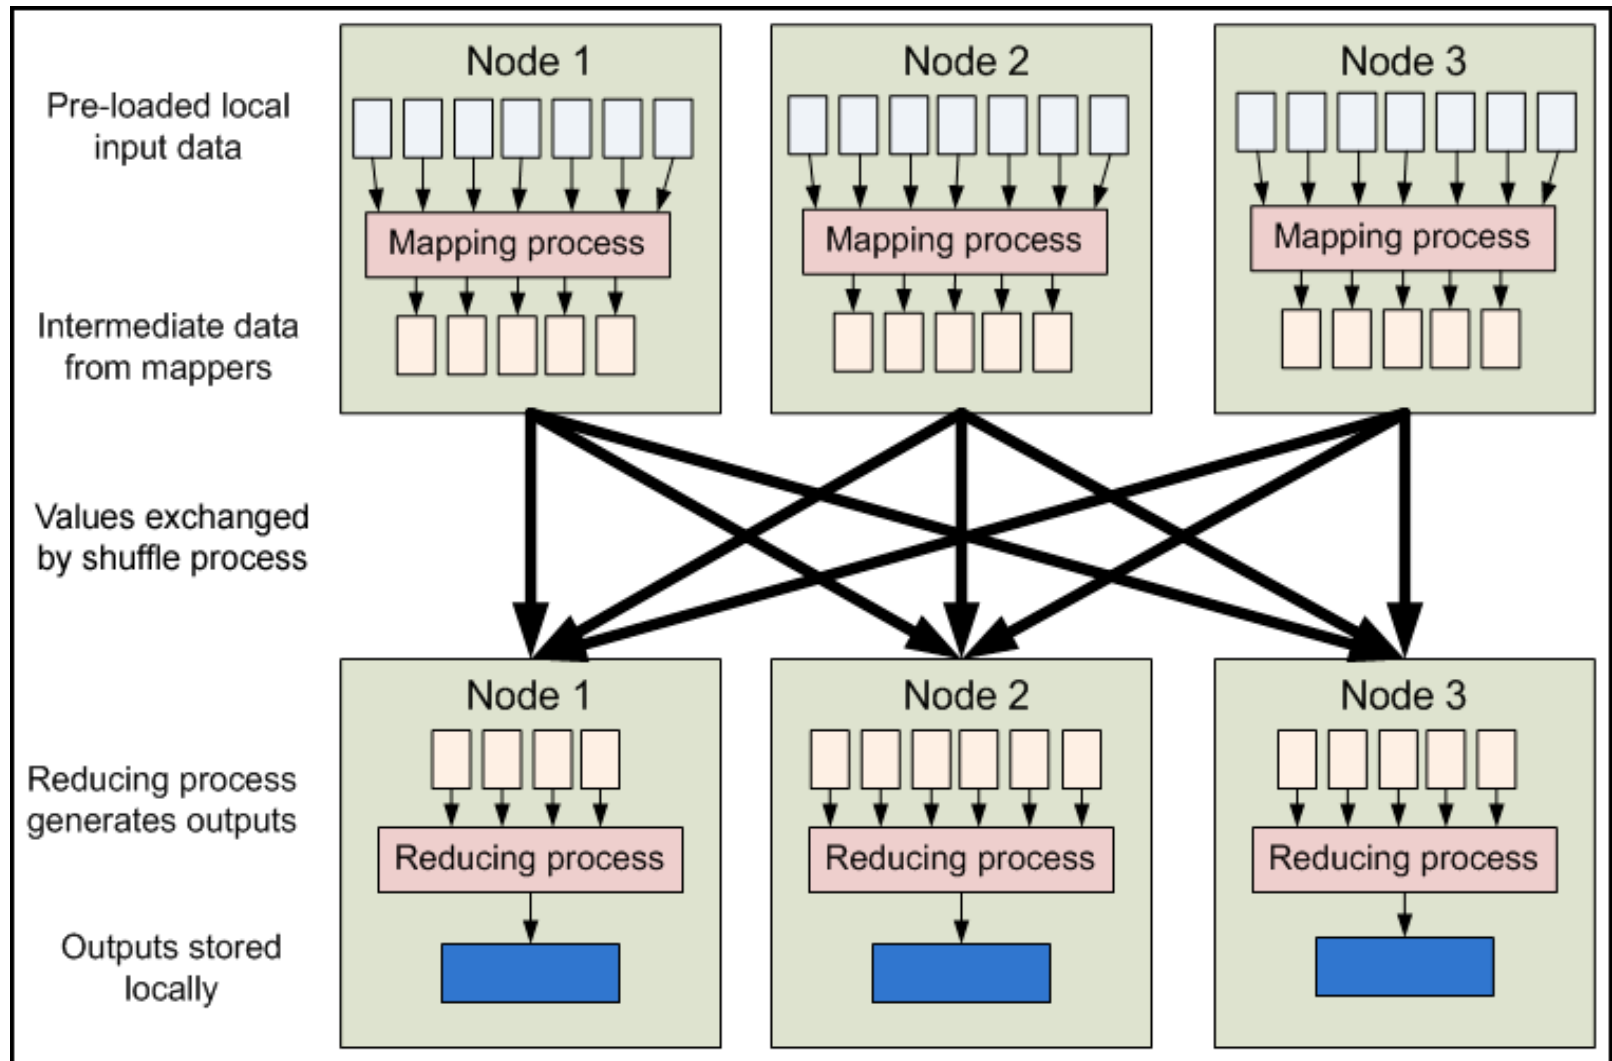 Node 1
Node 2
Node 3
Pre-loaded local
input data
Mapping process
Mapping process
Mapping process
Intermediate data
from mappers
Values exchanged
by shuffle process
Node 1
Node 2
Node 3
Reducing process
generates outputs
Reducing process
Reducing process
Reducing process
Outputs stored
locally